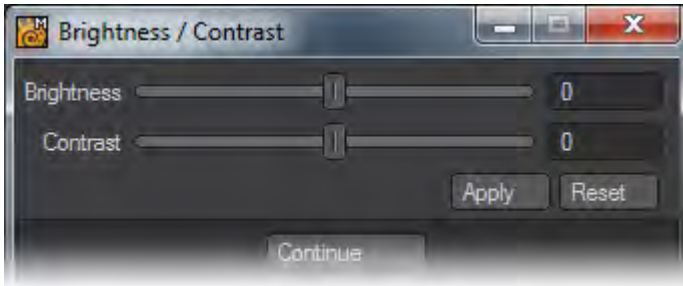 Brightness / Contrast
Brightness 0
Contrast 0
Apply Reset
Continue